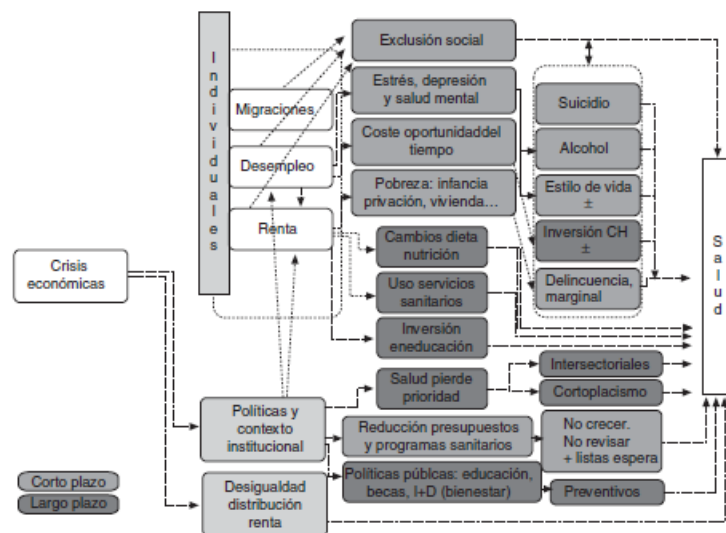 Individuales
Exclusión social
Migraciones
Estrés, depresión
y salud mental
Suicidio
Desempleo
Coste oportunidaddel
tiempo
Alcohol
Pobreza: infancia
privación, vivienda...
Estilo de vida
±
Renta
Cambios dieta
nutrición
Inversión CH
±
Crisis
económicas
Uso servicios
sanitarios
Delincuencia,
marginal
Salud
Inversión
eneducación
Salud pierde
prioridad
Intersectoriales
Cortoplacismo
Políticas y
contexto
institucional
Reducción presupuestos
y programas sanitarios
No crecer.
No revisar
+ listas espera
Corto plazo
Largo plazo
Políticas públcas: educación,
becas, I+D (bienestar)
Preventivos
Desigualdad
distribución
renta